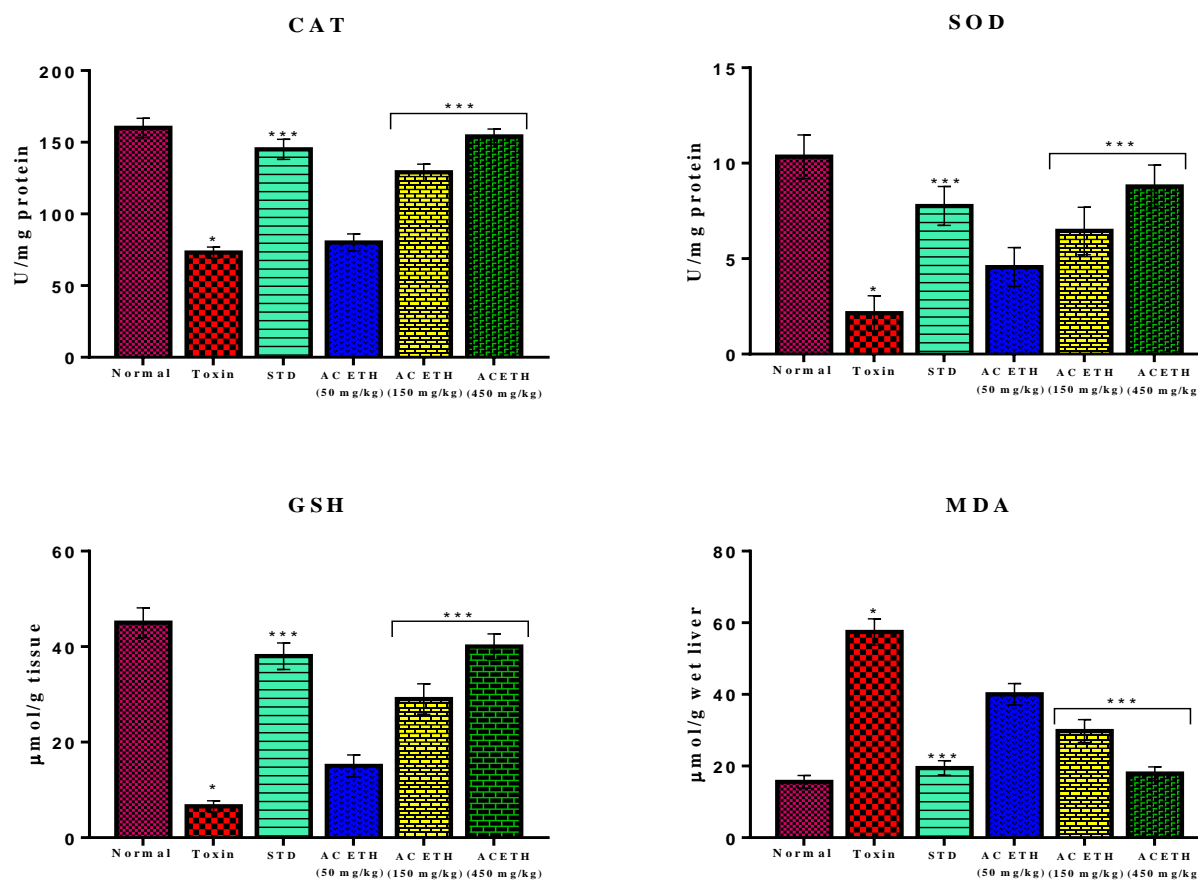 CAT
U/mg protein
200
150
100
50
0
*
***
***
Normal Toxin STD AC ETH AC ETH ACETH
(50 mg/kg) (150 mg/kg) (450 mg/kg)
SOD
U/mg protein
15
10
5
0
*
***
***
Normal Toxin STD AC ETH AC ETH ACETH
(50 mg/kg) (150 mg/kg) (450 mg/kg)
GSH
µmol/g tissue
60
40
20
0
*
***
***
Normal Toxin STD AC ETH AC ETH ACETH
(50 mg/kg) (150 mg/kg) (450 mg/kg)
MDA
µmol/g wet liver
80
60
40
20
0
*
***
***
Normal Toxin STD AC ETH AC ETH ACETH
(50 mg/kg) (150 mg/kg) (450 mg/kg)